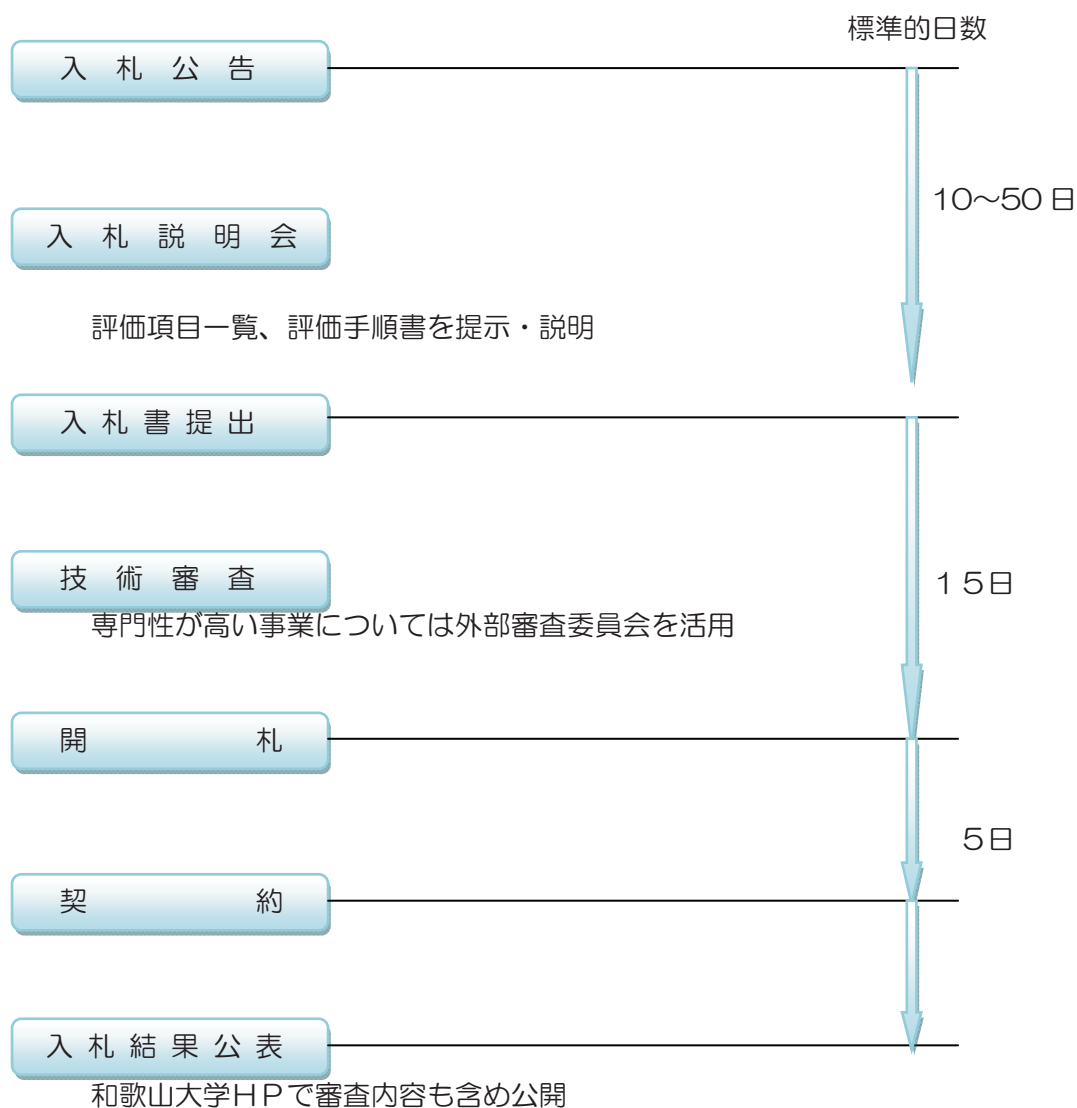 標準的日数
入札公告
10～50日
入札説明会
評価項目一覧、評価手順書を提示・説明
入札書提出
技術審査
15日
専門性が高い事業については外部審査委員会を活用
開札
5日
契約
入札結果公表
和歌山大学HPで審査内容も含め公開